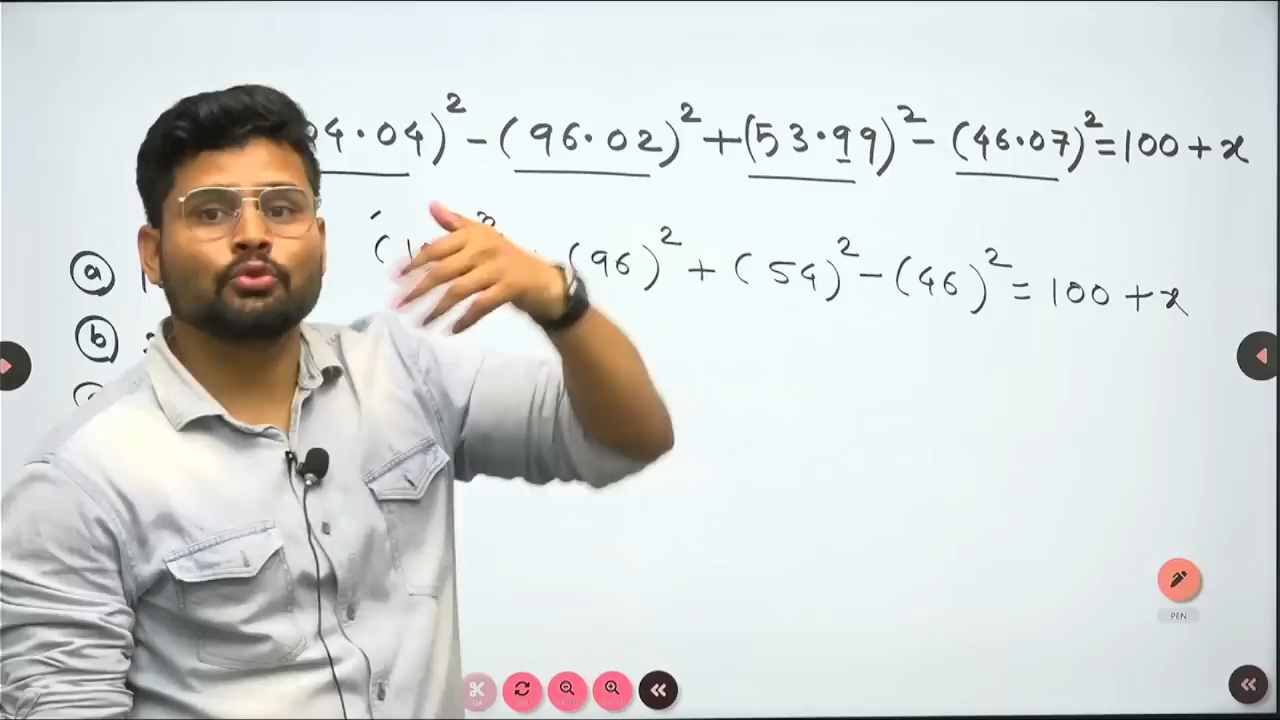 04.04)² - (96.02)² + (53.99)² - (46.07)² = 100 + x
(96)² + (54)² - (46)² = 100 + x
a
b
PEN